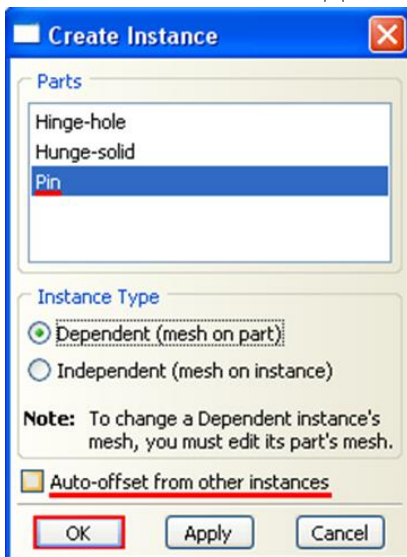 Create Instance
Parts
Hinge-hole
Hunge-solid
Pin
Instance Type
Dependent (mesh on part)
Independent (mesh on instance)
Note: To change a Dependent instance's
mesh, you must edit its part's mesh.
Auto-offset from other instances
OK Apply Cancel